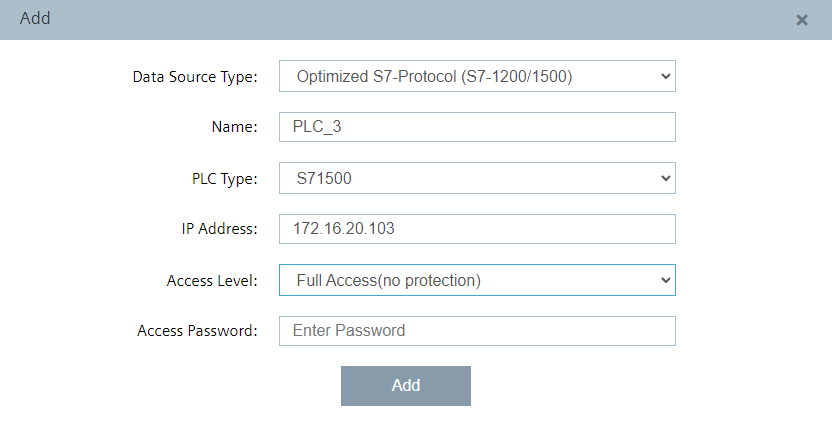 Add
Data Source Type: Optimized S7-Protocol (S7-1200/1500)
Name: PLC_3
PLC Type: S71500
IP Address: 172.16.20.103
Access Level: Full Access(no protection)
Access Password: Enter Password
Add